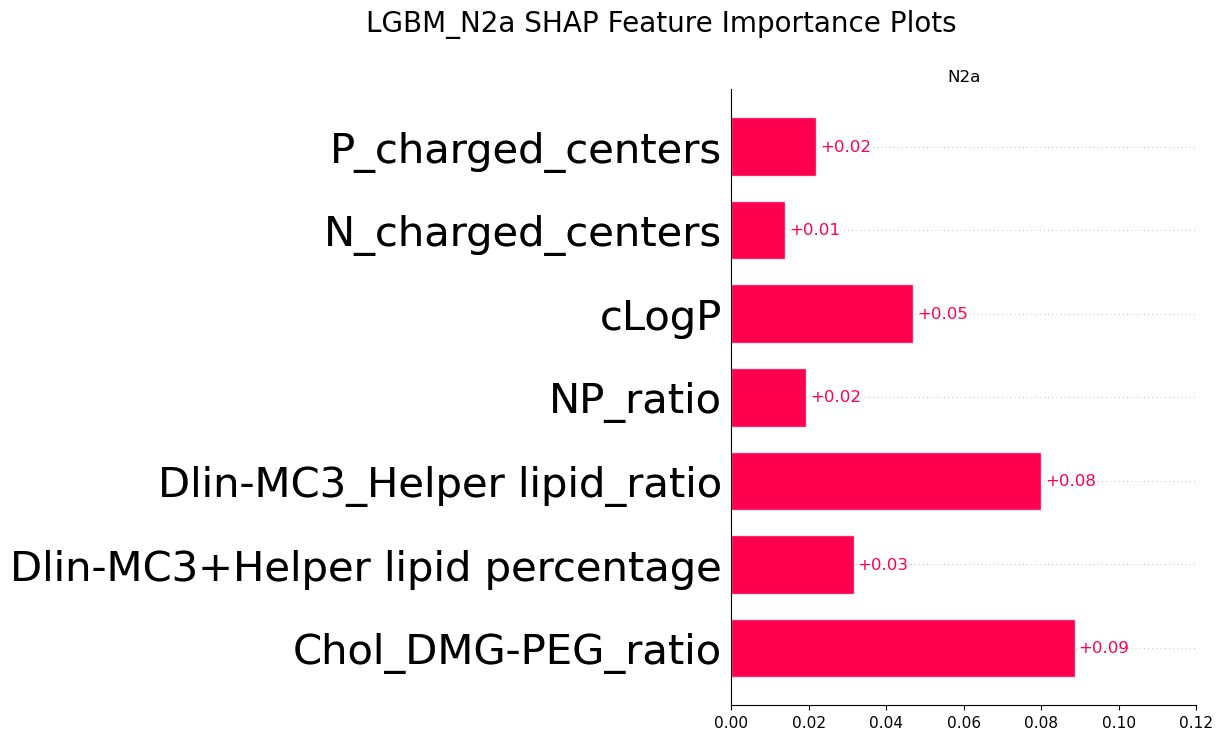 LGBM_N2a SHAP Feature Importance Plots
N2a
P_charged_centers +0.02
N_charged_centers +0.01
cLogP +0.05
NP_ratio +0.02
Dlin-MC3_Helper lipid_ratio +0.08
Dlin-MC3+Helper lipid percentage +0.03
Chol_DMG-PEG_ratio +0.09
0.00 0.02 0.04 0.06 0.08 0.10 0.12